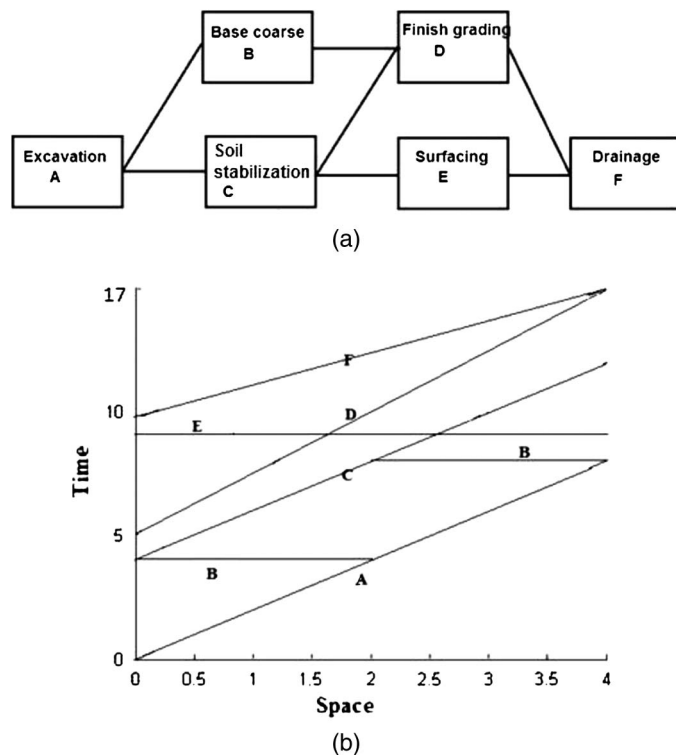 Base coarse
B
Finish grading
D
Excavation
A
Soil
stabilization
C
Surfacing
E
Drainage
F
(a)
17
10
5
0
Time
F
D
E
B
C
B
A
0 0.5 1 1.5 2 2.5 3 3.5 4
Space
(b)